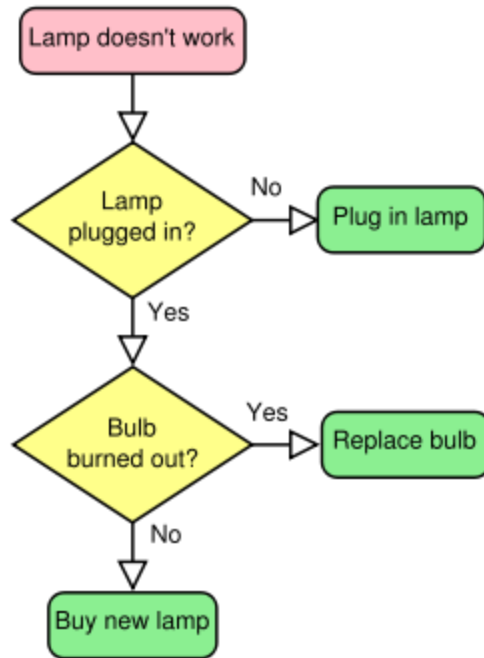 Lamp doesn't work
Lamp
plugged in?
No
Plug in lamp
Yes
Bulb
burned out?
Yes
Replace bulb
No
Buy new lamp